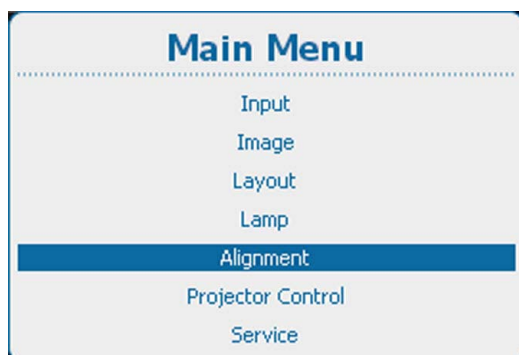 Main Menu
Input
Image
Layout
Lamp
Alignment
Projector Control
Service